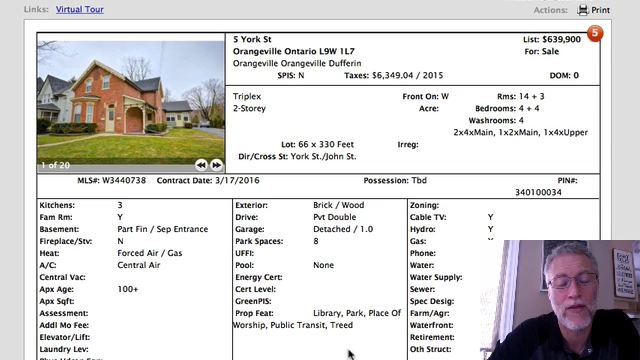 Links: Virtual Tour Actions: Print
5
5 York St List: $639,900
Orangeville Ontario L9W 1L7 For: Sale
Orangeville Orangeville Dufferin
SPIS: N Taxes: $6,349.04 / 2015 DOM: 0
Triplex Front On: W Rms: 14 + 3
2-Storey Acre: Bedrooms: 4 + 4
Washrooms: 4
2x4xMain, 1x2xMain, 1x4xUpper
Lot: 66 x 330 Feet Irreg:
Dir/Cross St: York St./John St.
1 of 20
MLS#: W3440738 Contract Date: 3/17/2016 Possession: Tbd PIN#:
340100034
Kitchens: 3 Exterior: Brick / Wood Zoning:
Fam Rm: Y Drive: Pvt Double Cable TV: Y
Basement: Part Fin / Sep Entrance Garage: Detached / 1.0 Hydro: Y
Fireplace/Stv: N Park Spaces: 8 Gas: Y
Heat: Forced Air / Gas UFFI: Phone:
A/C: Central Air Pool: None Water:
Central Vac: Energy Cert: Water Supply:
Apx Age: 100+ Cert Level: Sewer:
Apx Sqft: GreenPIS: Spec Desig:
Assessment: Prop Feat: Library, Park, Place Of Farm/Agr:
Addl Mo Fee: Worship, Public Transit, Treed Waterfront:
Elevator/Lift: Retirement:
Laundry Lev: Oth Struct: